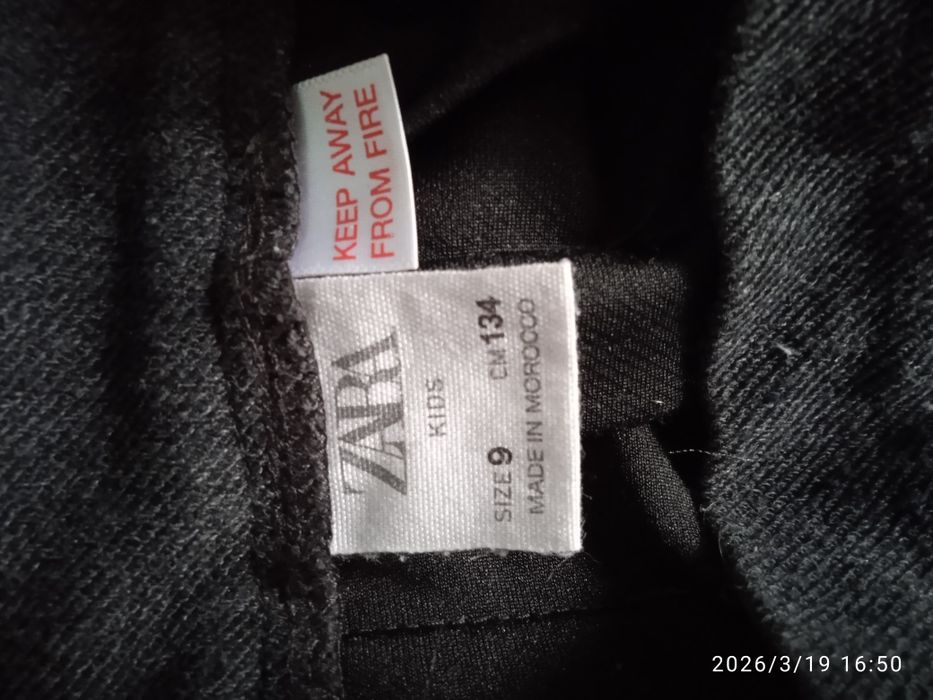 KEEP AWAY
FROM FIRE
ZARA
KIDS
SIZE 9 CM 134
MADE IN MOROCCO
2026/3/19 16:50